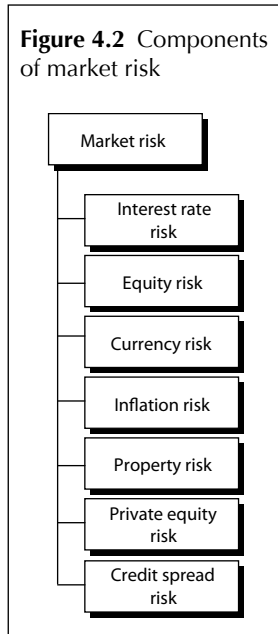 Figure 4.2 Components
of market risk
Market risk
Interest rate
risk
Equity risk
Currency risk
Inflation risk
Property risk
Private equity
risk
Credit spread
risk